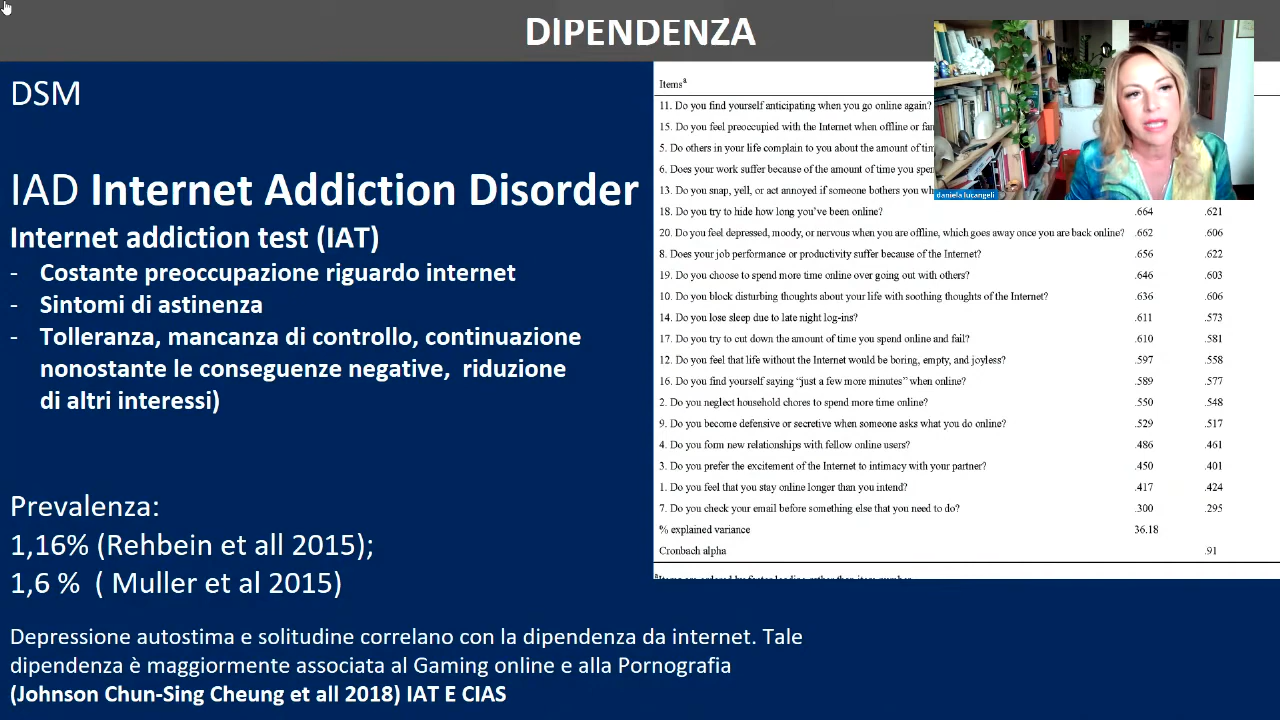 DIPENDENZA
DSM
IAD Internet Addiction Disorder
Internet addiction test (IAT)
- Costante preoccupazione riguardo internet
- Sintomi di astinenza
- Tolleranza, mancanza di controllo, continuazione
nonostante le conseguenze negative, riduzione
di altri interessi)
Prevalenza:
1,16% (Rehbein et all 2015);
1,6 % ( Muller et al 2015)
Depressione autostima e solitudine correlano con la dipendenza da internet. Tale
dipendenza è maggiormente associata al Gaming online e alla Pornografia
(Johnson Chun-Sing Cheung et all 2018) IAT E CIAS
Itemsᵃ
11. Do you find yourself anticipating when you go online again?
15. Do you feel preoccupied with the Internet when offline or
5. Do others in your life complain to you about the amount of
6. Does your work suffer because of the amount of time you
13. Do you snap, yell, or act annoyed if someone bothers you
18. Do you try to hide how long you've been online? .664 .621
20. Do you feel depressed, moody, or nervous when you are offline, which goes away once you are back online? .662 .606
8. Does your job performance or productivity suffer because of the Internet? .656 .622
19. Do you choose to spend more time online over going out with others? .646 .603
10. Do you block disturbing thoughts about your life with soothing thoughts of the Internet? .636 .606
14. Do you lose sleep due to late night log-ins? .611 .573
17. Do you try to cut down the amount of time you spend online and fail? .610 .581
12. Do you feel that life without the Internet would be boring, empty, and joyless? .597 .558
16. Do you find yourself saying "just a few more minutes" when online? .589 .577
2. Do you neglect household chores to spend more time online? .550 .548
9. Do you become defensive or secretive when someone asks what you do online? .529 .517
4. Do you form new relationships with fellow online users? .486 .461
3. Do you prefer the excitement of the Internet to intimacy with your partner? .450 .401
1. Do you feel that you stay online longer than you intend? .417 .424
7. Do you check your email before something else that you need to do? .300 .295
% explained variance 36.18
Cronbach alpha .91
daniela lucangeli